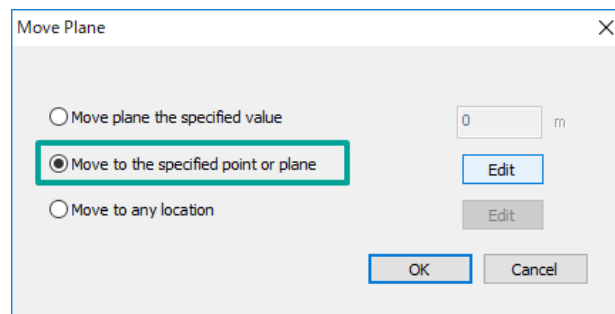 Move Plane
Move plane the specified value
0 m
Move to the specified point or plane
Edit
Move to any location
Edit
OK Cancel